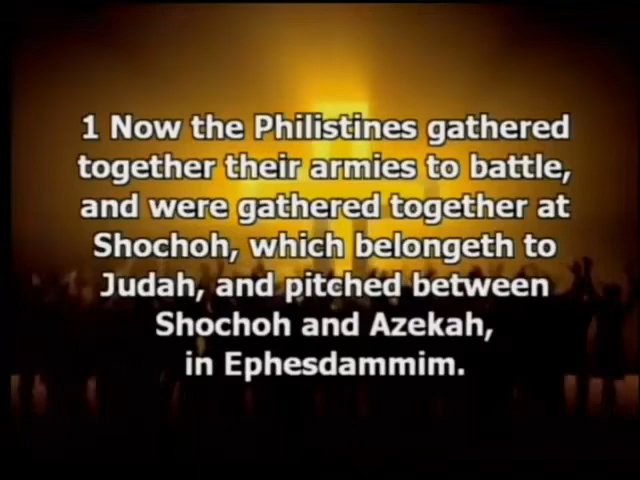 1 Now the Philistines gathered
together their armies to battle,
and were gathered together at
Shochoh, which belongeth to
Judah, and pitched between
Shochoh and Azekah,
in Ephesdammim.